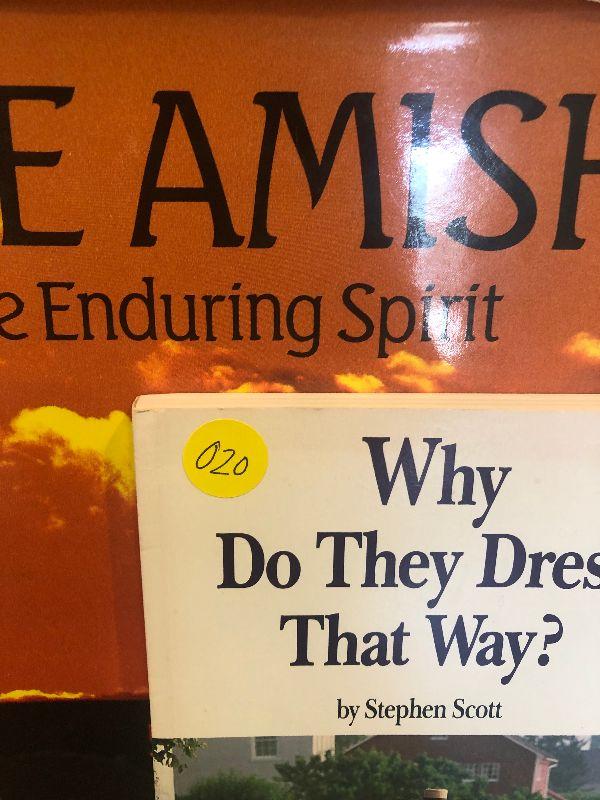 E AMISH
e Enduring Spirit
020
Why
Do They Dres
That Way?
by Stephen Scott